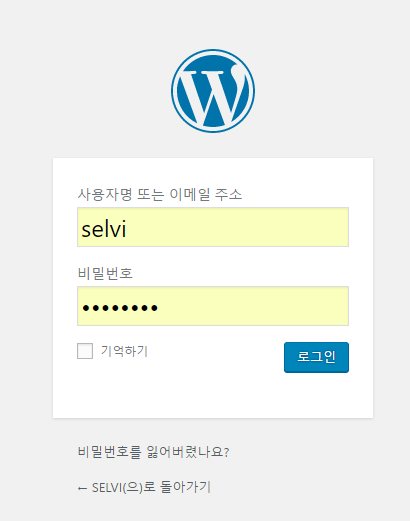 사용자명 또는 이메일 주소
selvi
비밀번호
••••••••
기억하기
로그인
비밀번호를 잃어버렸나요?
← SELVI(으)로 돌아가기